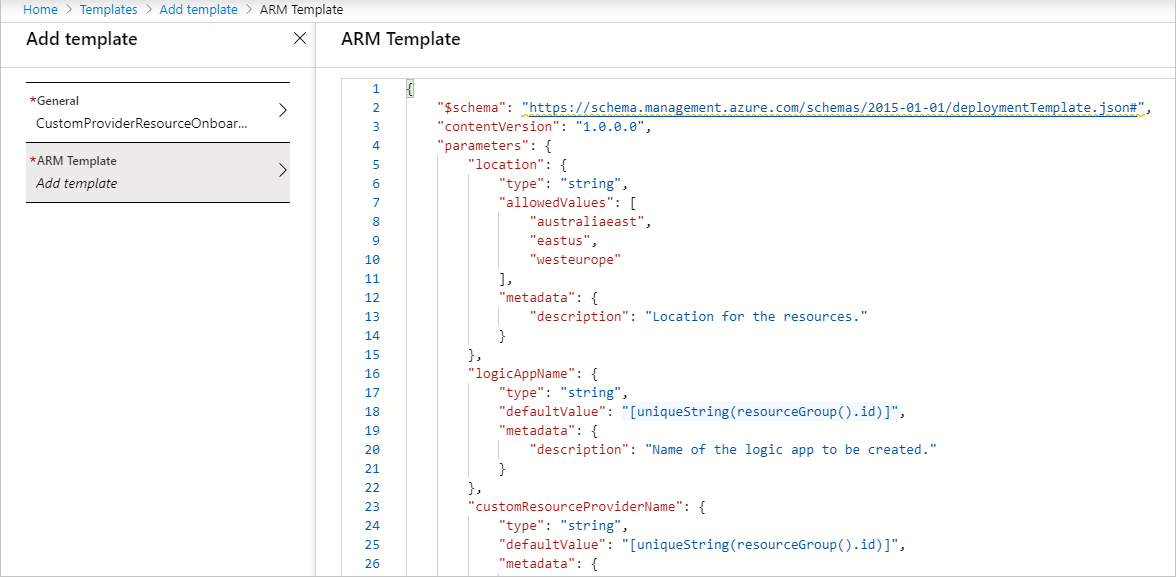 Home > Templates > Add template > ARM Template
Add template
*General
CustomProviderResourceOnboar...
*ARM Template
Add template
ARM Template
1 {
2 "$schema": "https://schema.management.azure.com/schemas/2015-01-01/deploymentTemplate.json#",
3 "contentVersion": "1.0.0.0",
4 "parameters": {
5 "location": {
6 "type": "string",
7 "allowedValues": [
8 "australiaeast",
9 "eastus",
10 "westeurope"
11 ],
12 "metadata": {
13 "description": "Location for the resources."
14 }
15 },
16 "logicAppName": {
17 "type": "string",
18 "defaultValue": "[uniqueString(resourceGroup().id)]",
19 "metadata": {
20 "description": "Name of the logic app to be created."
21 }
22 },
23 "customResourceProviderName": {
24 "type": "string",
25 "defaultValue": "[uniqueString(resourceGroup().id)]",
26 "metadata": {